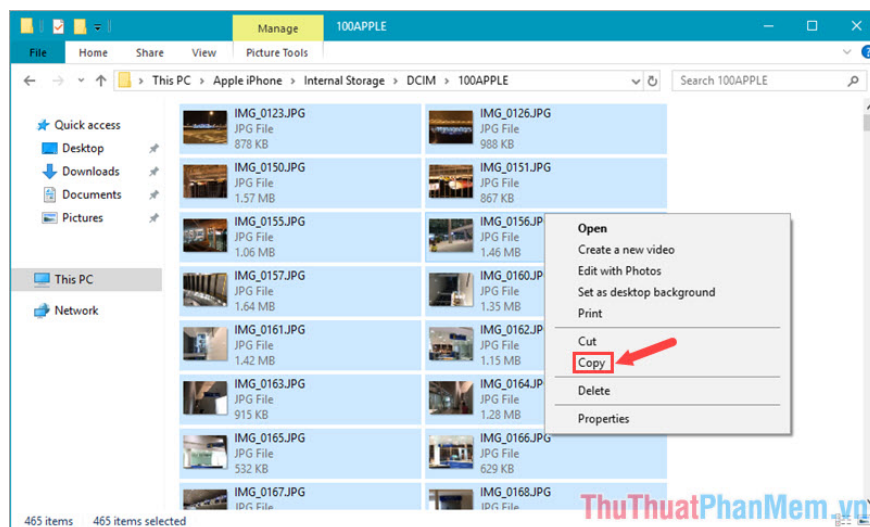 Manage
100APPLE
File
Home
Share
View
Picture Tools
This PC > Apple iPhone > Internal Storage > DCIM > 100APPLE
Search 100APPLE
Quick access
Desktop
Downloads
Documents
Pictures
This PC
Network
IMG_0123.JPG
JPG File
878 KB
IMG_0126.JPG
JPG File
988 KB
IMG_0150.JPG
JPG File
1.57 MB
IMG_0151.JPG
JPG File
867 KB
IMG_0155.JPG
JPG File
1.06 MB
IMG_0156.JP
JPG File
1.46 MB
IMG_0157.JPG
JPG File
1.64 MB
IMG_0160.JP
JPG File
1.35 MB
IMG_0161.JPG
JPG File
1.42 MB
IMG_0162.JP
JPG File
1.15 MB
IMG_0163.JPG
JPG File
915 KB
IMG_0164.JP
JPG File
1.28 MB
IMG_0165.JPG
JPG File
532 KB
IMG_0166.JPG
JPG File
629 KB
IMG_0167.JPG
JPG File
IMG_0168.JPG
JPG File
Open
Create a new video
Edit with Photos
Set as desktop background
Print
Cut
Copy
Delete
Properties
465 items
465 items selected
ThuThuatPhanMem.vn